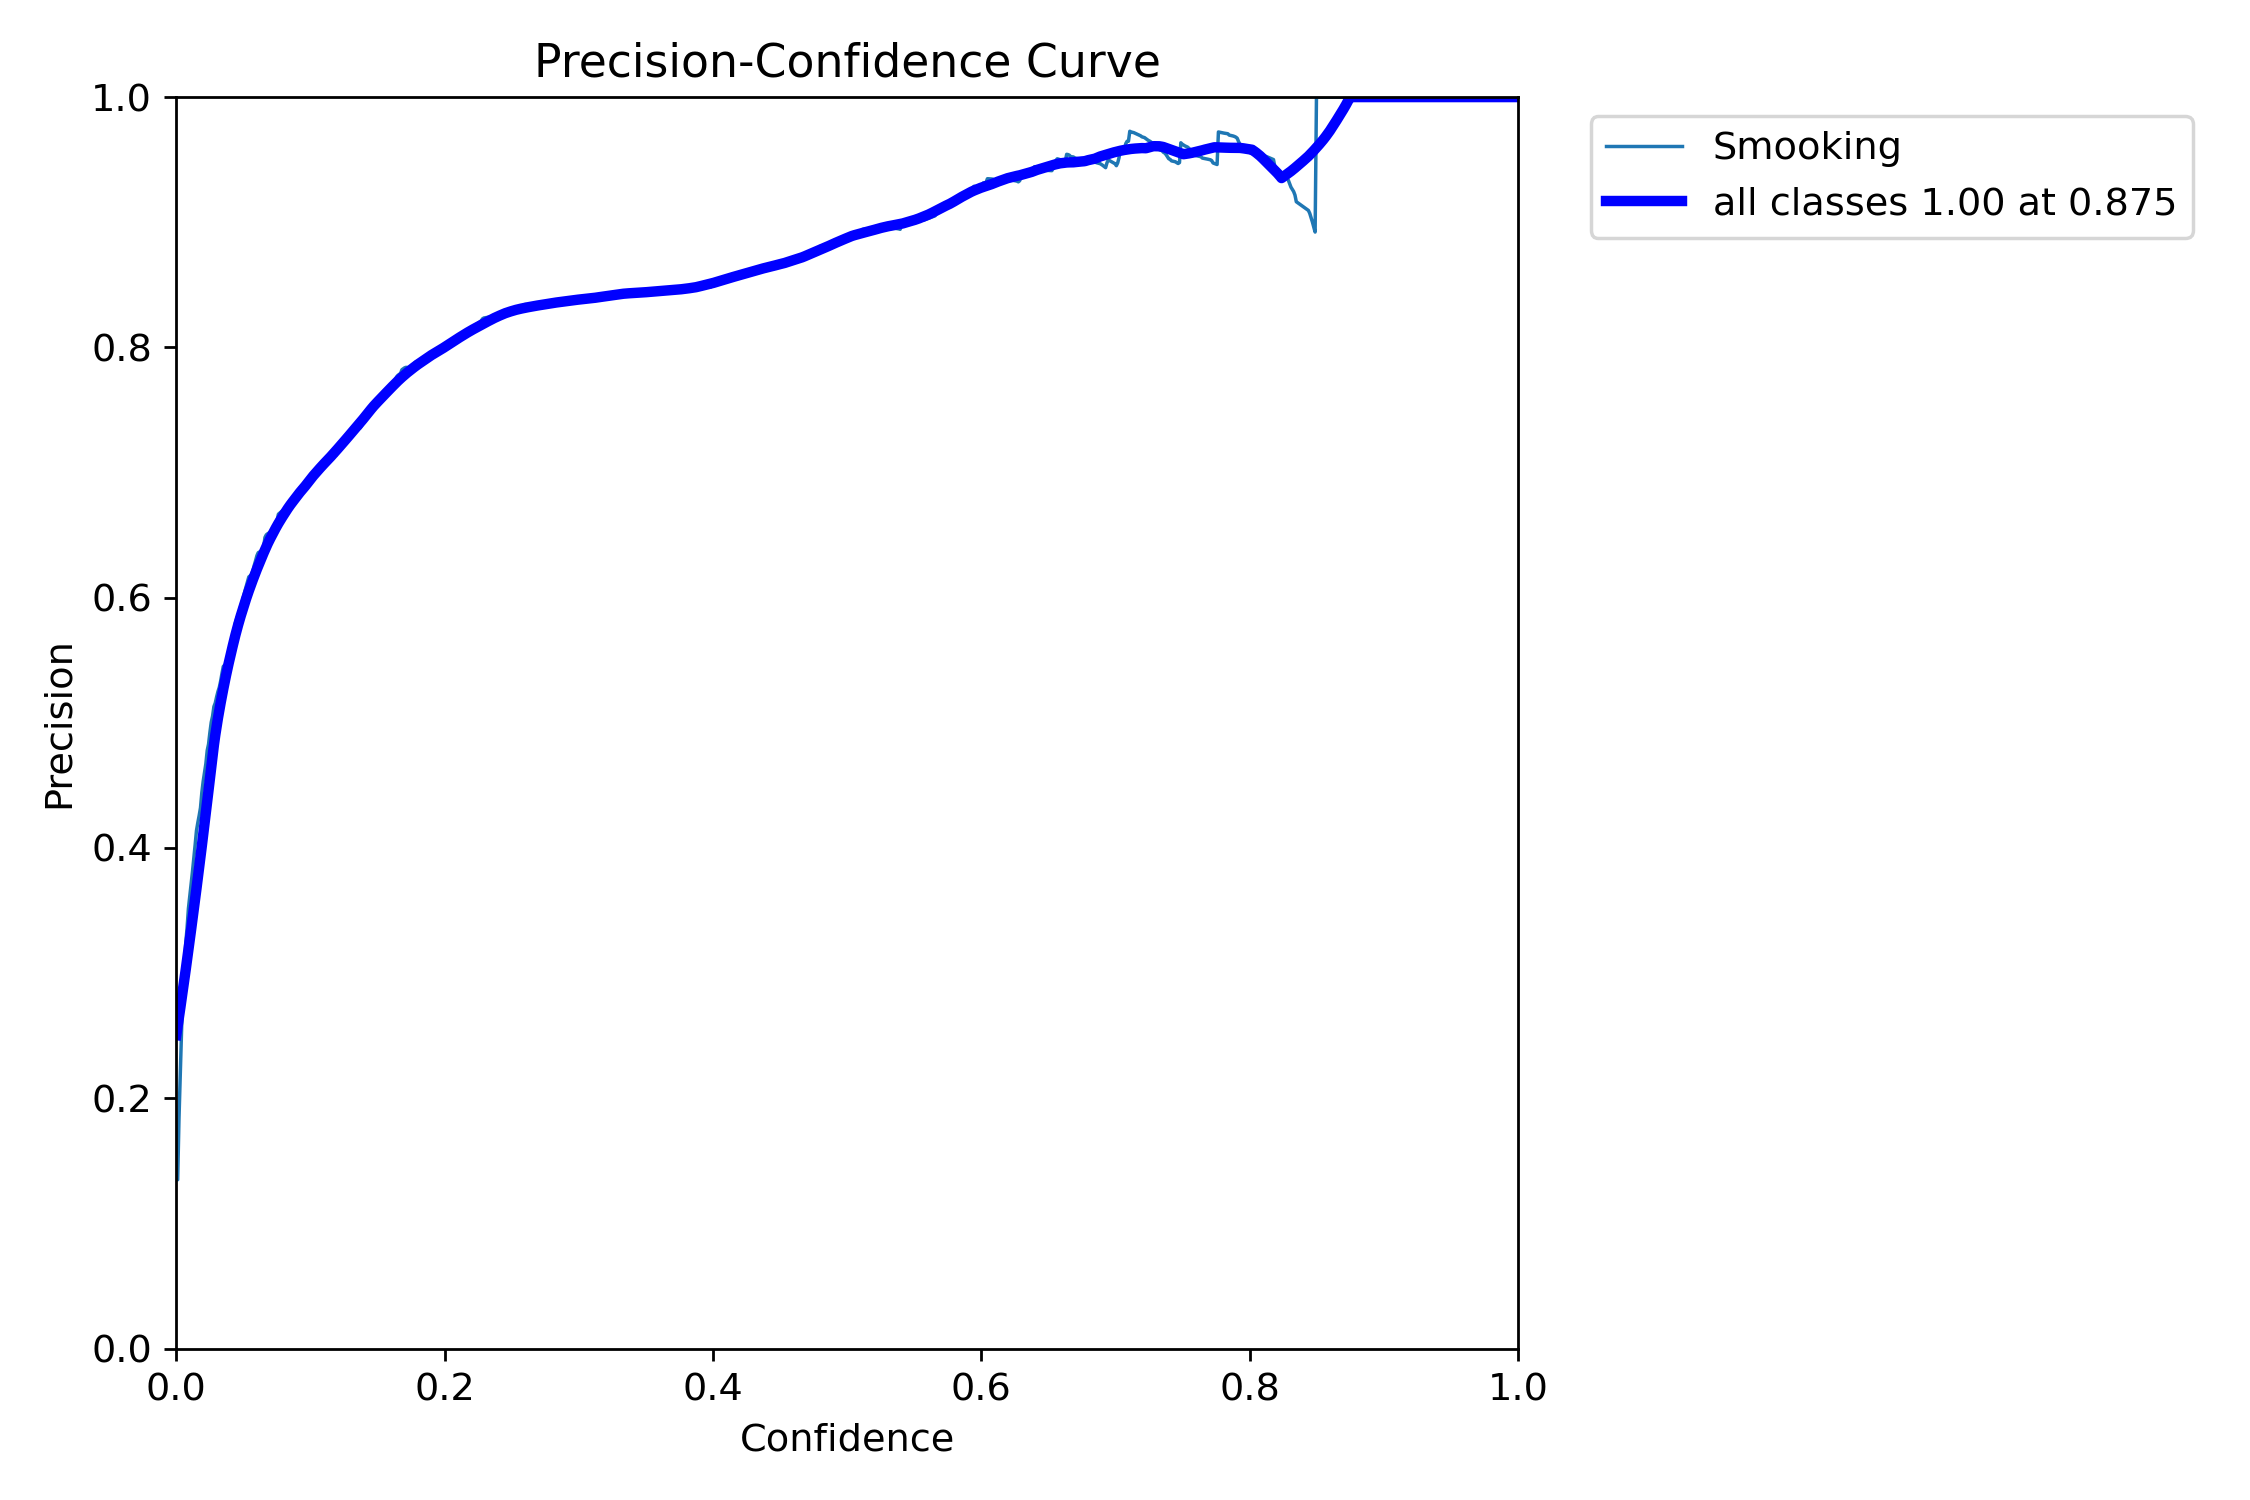 Precision-Confidence Curve
1.0
0.8
0.6
0.4
0.2
0.0
Precision
0.0 0.2 0.4 0.6 0.8 1.0
Confidence
Smooking
all classes 1.00 at 0.875